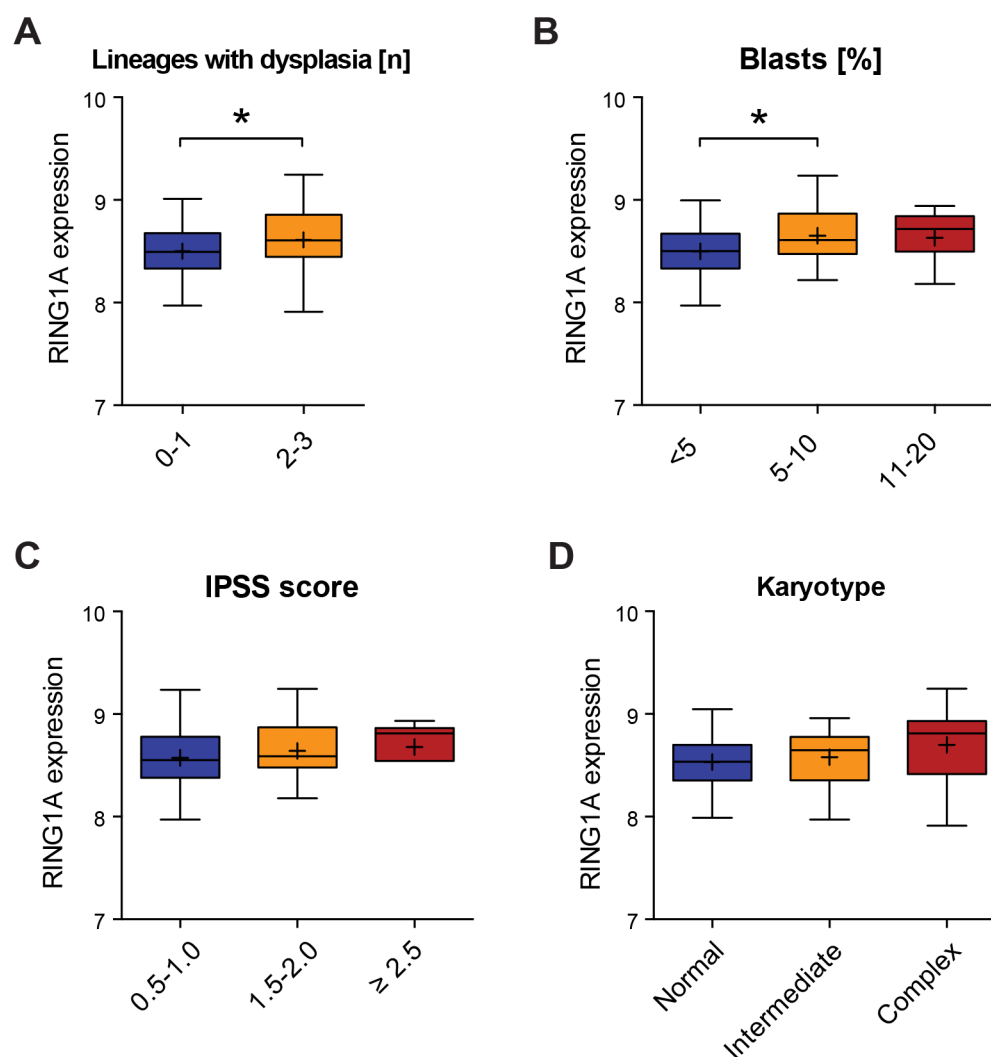 A
Lineages with dysplasia [n]
RING1A expression
10
9
8
7
*
0-1
2-3
B
Blasts [%]
RING1A expression
10
9
8
7
*
<5
5-10
11-20
C
IPSS score
RING1A expression
10
9
8
7
0.5-1.0
1.5-2.0
≥ 2.5
D
Karyotype
RING1A expression
10
9
8
7
Normal
Intermediate
Complex